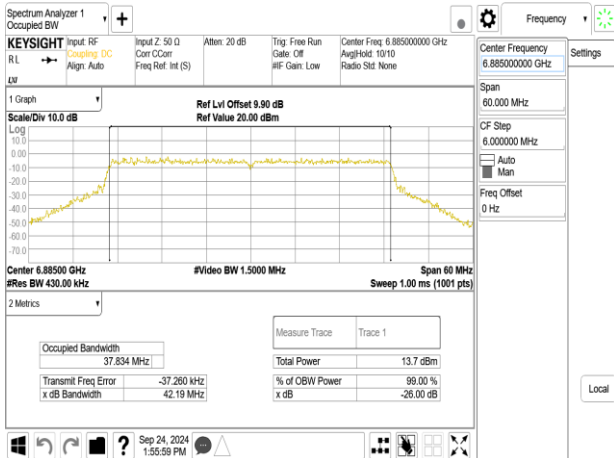 Spectrum Analyzer 1
Occupied BW
Frequency
KEYSIGHT
RL
LXI
Input: RF
Coupling: DC
Align: Auto
Input Z: 50 Ω
Corr CCorr
Freq Ref: Int (S)
Atten: 20 dB
Trig: Free Run
Gate: Off
#IF Gain: Low
Center Freq: 6.885000000 GHz
Avg|Hold: 10/10
Radio Std: None
Center Frequency
6.885000000 GHz
Settings
Span
60.000 MHz
CF Step
6.000000 MHz
Auto
Man
Freq Offset
0 Hz
Local
1 Graph
Scale/Div 10.0 dB
Ref Lvl Offset 9.90 dB
Ref Value 20.00 dBm
Log
10.0
0.00
-10.0
-20.0
-30.0
-40.0
-50.0
-60.0
-70.0
Center 6.88500 GHz
#Res BW 430.00 kHz
#Video BW 1.5000 MHz
Span 60 MHz
Sweep 1.00 ms (1001 pts)
2 Metrics
Measure Trace Trace 1
Occupied Bandwidth
37.834 MHz
Total Power 13.7 dBm
Transmit Freq Error -37.260 kHz
% of OBW Power 99.00 %
x dB Bandwidth 42.19 MHz
x dB -26.00 dB
?
Sep 24, 2024
1:55:59 PM